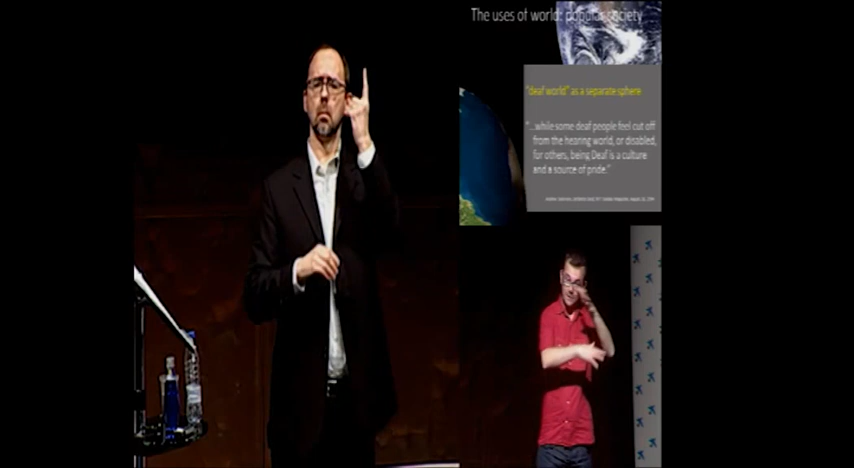 The uses of world: popular society
"deaf world" as a separate sphere
"...while some deaf people feel cut off
from the hearing world, or disabled,
for others, being Deaf is a culture
and a source of pride."